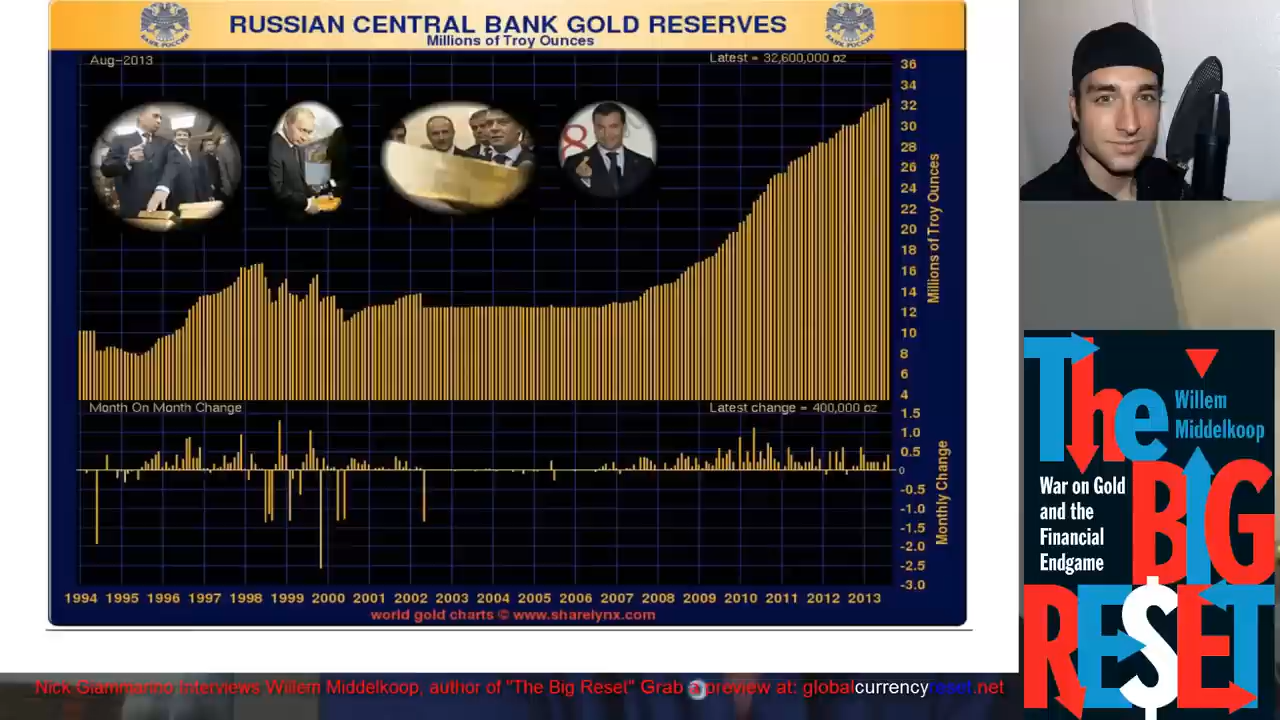 RUSSIAN CENTRAL BANK GOLD RESERVES
Millions of Troy Ounces
Aug-2013
Latest = 32,600,000 oz
36
34
32
30
28
26
24
22
20
18
16
14
12
10
8
6
4
Millions of Troy Ounces
8
Month On Month Change
Latest change = 400,000 oz
1.5
1.0
0.5
0
-0.5
-1.0
-1.5
-2.0
-2.5
-3.0
Monthly Change
1994 1995 1996 1997 1998 1999 2000 2001 2002 2003 2004 2005 2006 2007 2008 2009 2010 2011 2012 2013
world gold charts © www.sharelynx.com
The
Willem
Middelkoop
BIG
War on Gold
and the
Financial
Endgame
RE$ET
Nick Giammarino Interviews Willem Middelkoop, author of "The Big Reset" Grab a preview at: globalcurrencyreset.net